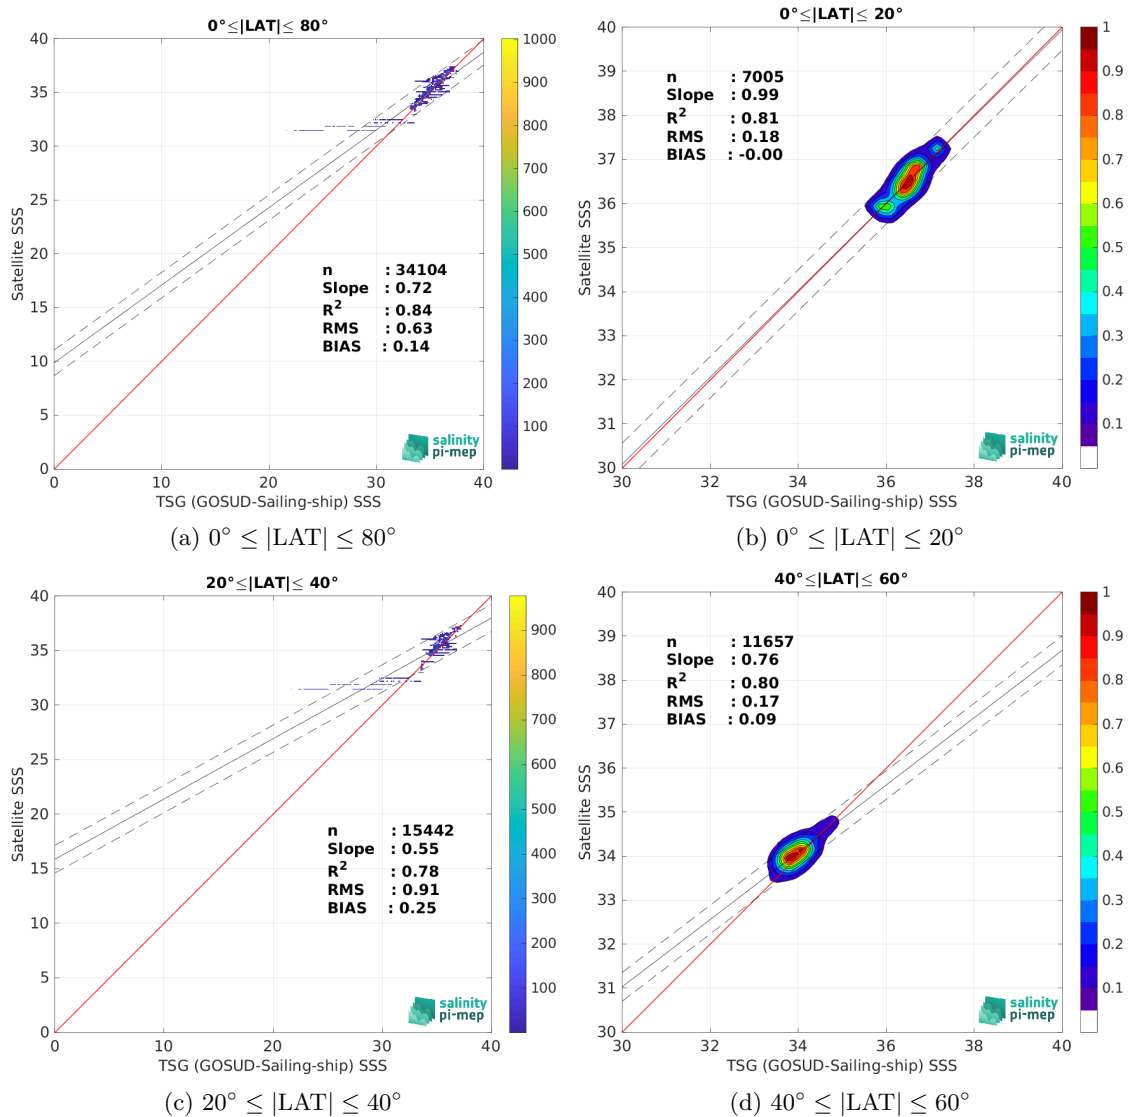 0°≤|LAT|≤ 80°
40
35
30
25
20
15
10
5
0
Satellite SSS
n : 34104
Slope : 0.72
R2 : 0.84
RMS : 0.63
BIAS : 0.14
salinity
pi-mep
0 10 20 30 40
TSG (GOSUD-Sailing-ship) SSS
1000
900
800
700
600
500
400
300
200
100
(a) 0° ≤ |LAT| ≤ 80°
0°≤|LAT|≤ 20°
40
39
38
37
36
35
34
33
32
31
30
Satellite SSS
n : 7005
Slope : 0.99
R2 : 0.81
RMS : 0.18
BIAS : -0.00
salinity
pi-mep
30 32 34 36 38 40
TSG (GOSUD-Sailing-ship) SSS
1
0.9
0.8
0.7
0.6
0.5
0.4
0.3
0.2
0.1
(b) 0° ≤ |LAT| ≤ 20°
20°≤|LAT|≤ 40°
40
35
30
25
20
15
10
5
0
Satellite SSS
n : 15442
Slope : 0.55
R2 : 0.78
RMS : 0.91
BIAS : 0.25
salinity
pi-mep
0 10 20 30 40
TSG (GOSUD-Sailing-ship) SSS
900
800
700
600
500
400
300
200
100
(c) 20° ≤ |LAT| ≤ 40°
40°≤|LAT|≤ 60°
40
39
38
37
36
35
34
33
32
31
30
Satellite SSS
n : 11657
Slope : 0.76
R2 : 0.80
RMS : 0.17
BIAS : 0.09
salinity
pi-mep
30 32 34 36 38 40
TSG (GOSUD-Sailing-ship) SSS
1
0.9
0.8
0.7
0.6
0.5
0.4
0.3
0.2
0.1
(d) 40° ≤ |LAT| ≤ 60°